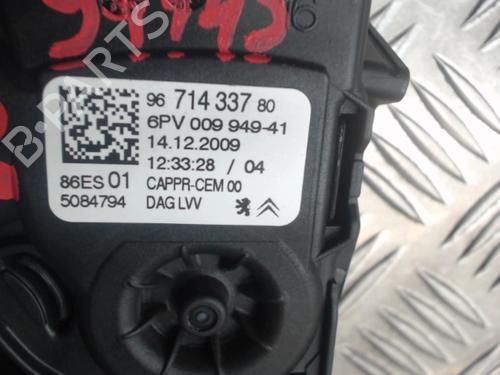 96 714 337 80
6PV 009 949-41
14.12.2009
12:33:28 / 04
86ES 01 CAPPR-CEM 00
5084794 DAG LVV
B-PARTS